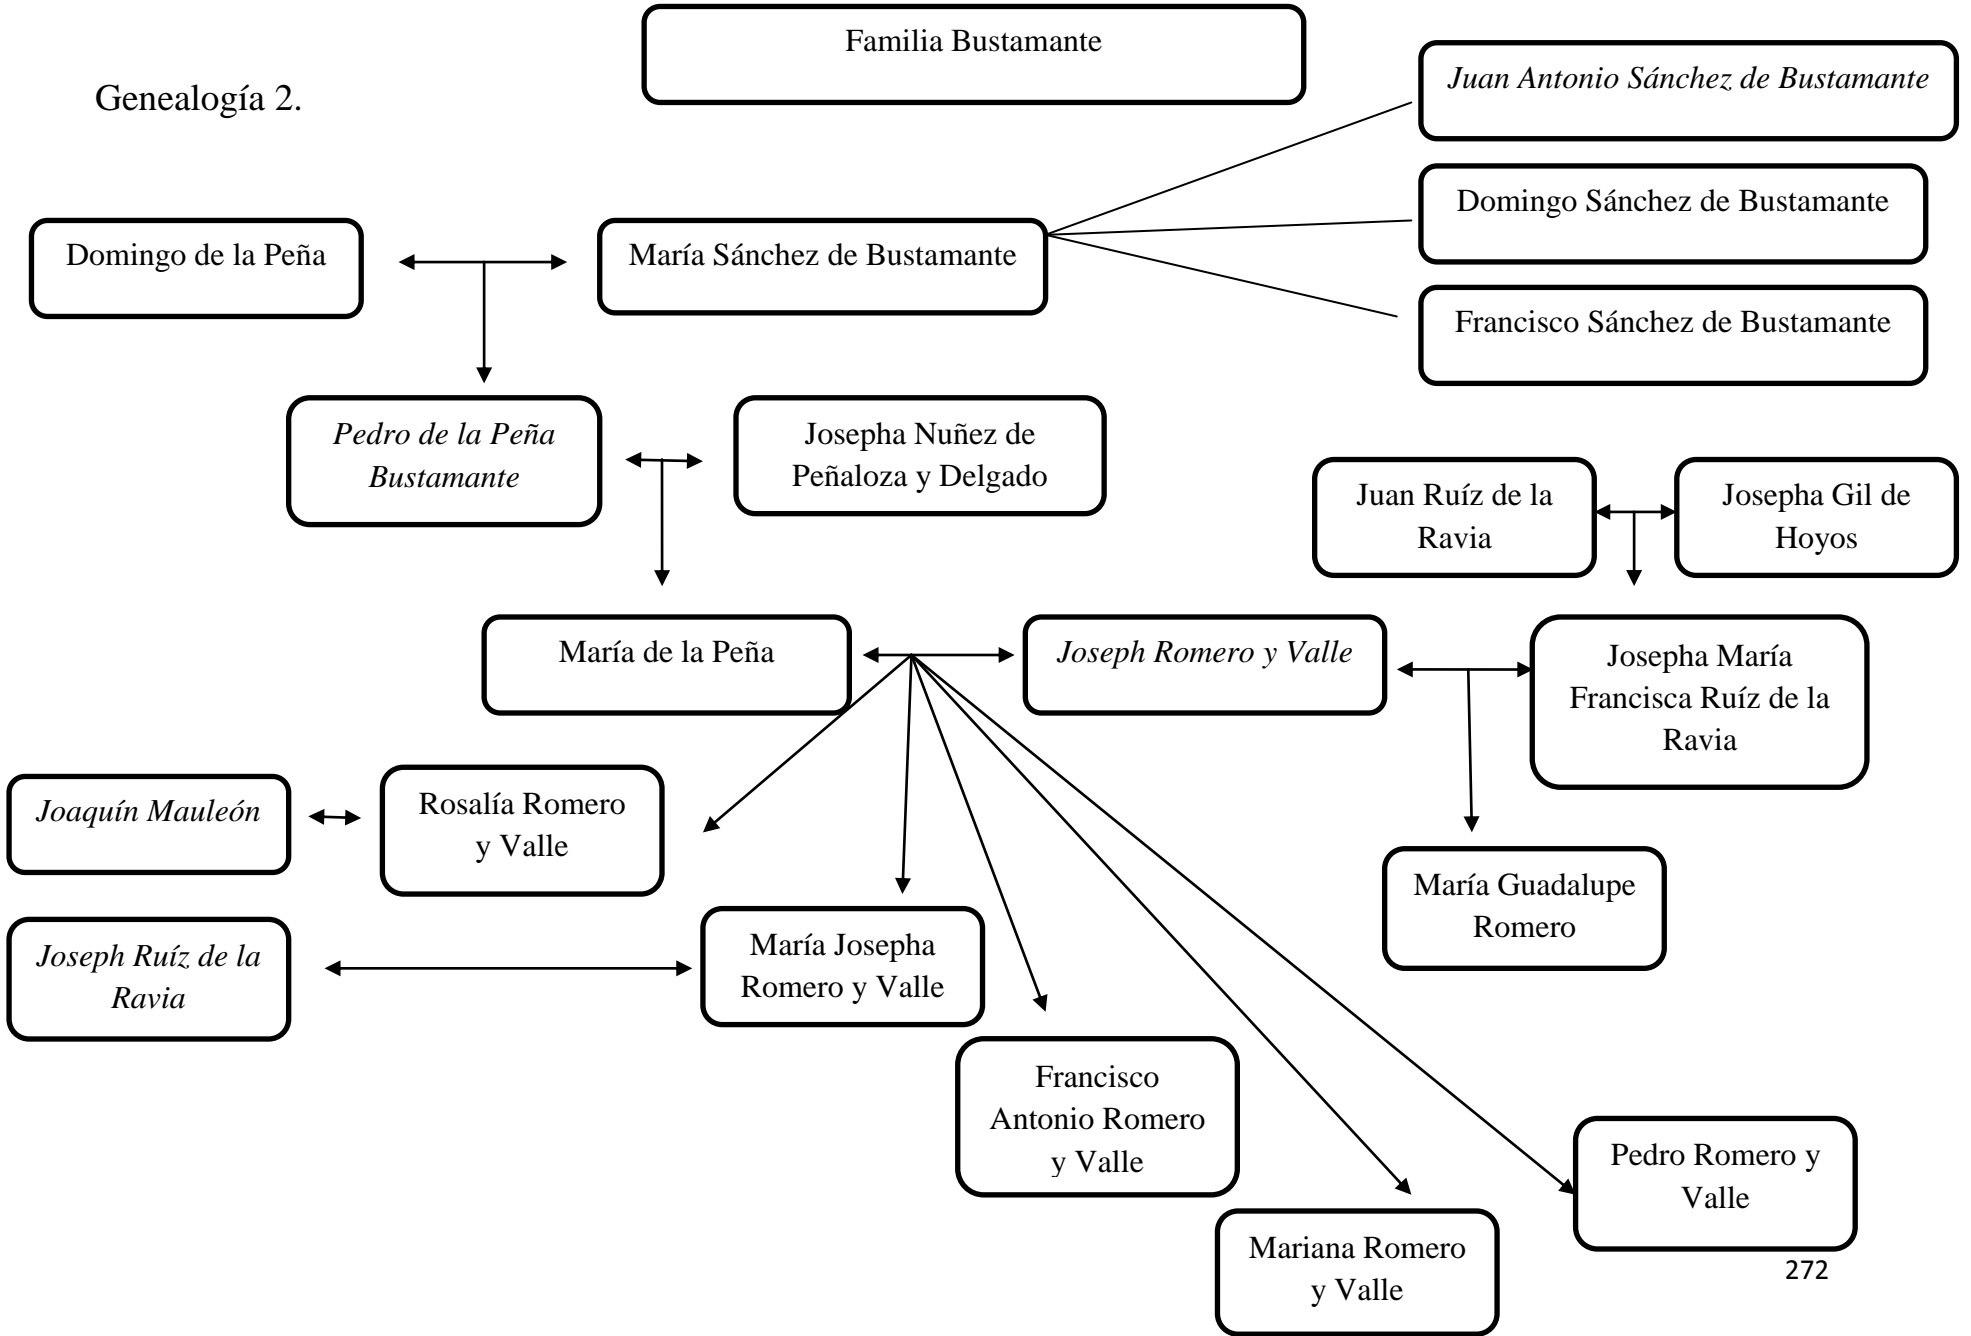 Familia Bustamante
Genealogía 2.
Juan Antonio Sánchez de Bustamante
Domingo Sánchez de Bustamante
Domingo de la Peña
María Sánchez de Bustamante
Francisco Sánchez de Bustamante
Pedro de la Peña
Bustamante
Josepha Nuñez de
Peñaloza y Delgado
Juan Ruíz de la
Ravia
Josepha Gil de
Hoyos
María de la Peña
Joseph Romero y Valle
Josepha María
Francisca Ruíz de la
Ravia
Joaquín Mauleón
Rosalía Romero
y Valle
María Guadalupe
Romero
Joseph Ruíz de la
Ravia
María Josepha
Romero y Valle
Francisco
Antonio Romero
y Valle
Pedro Romero y
Valle
Mariana Romero
y Valle
272